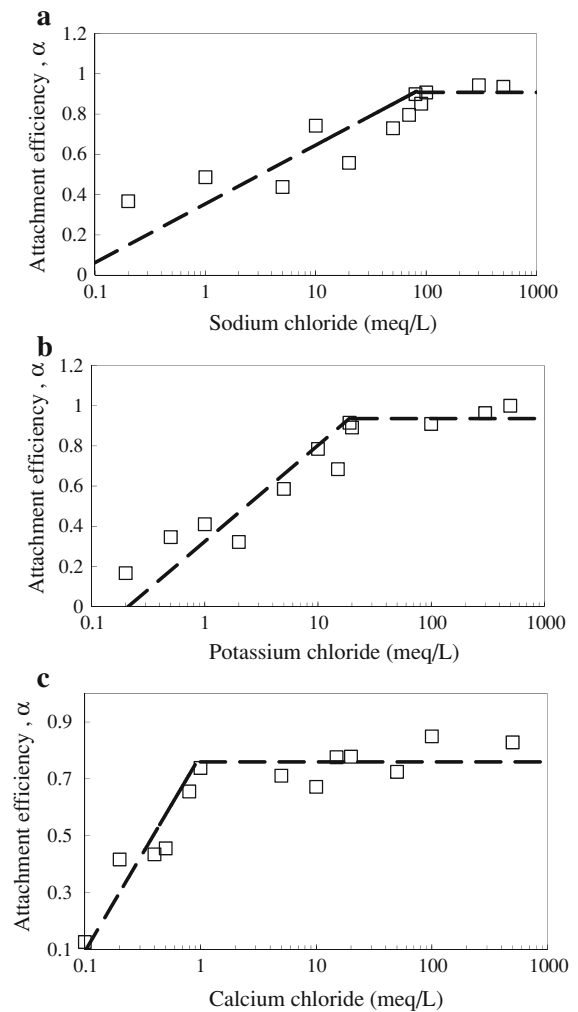 a
1.2
1
0.8
0.6
0.4
0.2
0
Attachment efficiency , α
0.1 1 10 100 1000
Sodium chloride (meq/L)
b
1.2
1
0.8
0.6
0.4
0.2
0
Attachment efficiency , α
0.1 1 10 100 1000
Potassium chloride (meq/L)
c
0.9
0.7
0.5
0.3
0.1
Attachment efficiency , α
0.1 1 10 100 1000
Calcium chloride (meq/L)